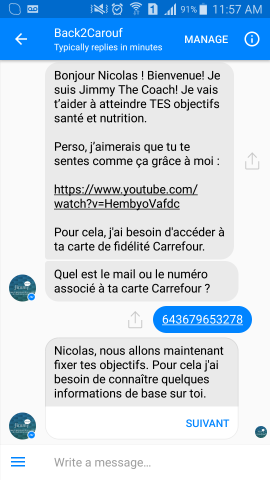 91% 11:57 AM
Back2Carouf
Typically replies in minutes
MANAGE
Bonjour Nicolas ! Bienvenue! Je
suis Jimmy The Coach! Je vais
t'aider à atteindre TES objectifs
santé et nutrition.
Perso, j'aimerais que tu te
sentes comme ça grâce à moi :
https://www.youtube.com/
watch?v=HembyoVafdc
Pour cela, j'ai besoin d'accéder à
ta carte de fidélité Carrefour.
Quel est le mail ou le numéro
associé à ta carte Carrefour ?
643679653278
Nicolas, nous allons maintenant
fixer tes objectifs. Pour cela j'ai
besoin de connaître quelques
informations de base sur toi.
SUIVANT
Write a message...